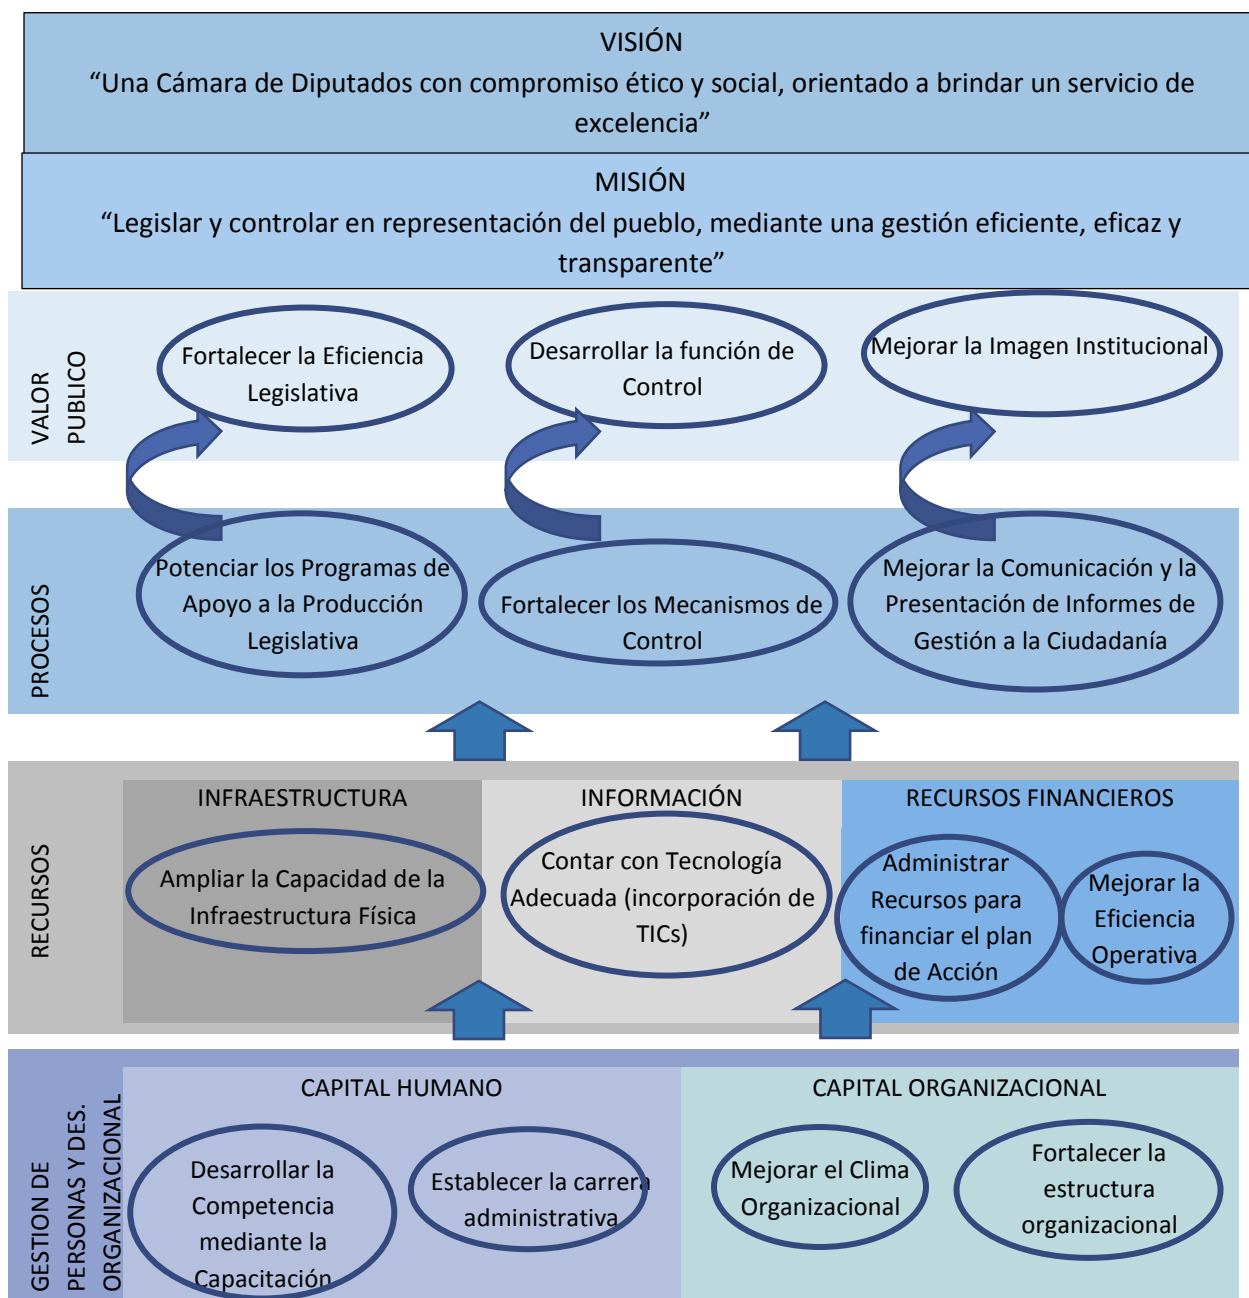 VISIÓN
“Una Cámara de Diputados con compromiso ético y social, orientado a brindar un servicio de
excelencia”
MISIÓN
“Legislar y controlar en representación del pueblo, mediante una gestión eficiente, eficaz y
transparente”
VALOR
PUBLICO
Fortalecer la Eficiencia
Legislativa
Desarrollar la función de
Control
Mejorar la Imagen Institucional
PROCESOS
Potenciar los Programas de
Apoyo a la Producción
Legislativa
Fortalecer los Mecanismos de
Control
Mejorar la Comunicación y la
Presentación de Informes de
Gestión a la Ciudadanía
RECURSOS
INFRAESTRUCTURA
Ampliar la Capacidad de la
Infraestructura Física
INFORMACIÓN
Contar con Tecnología
Adecuada (incorporación de
TICs)
RECURSOS FINANCIEROS
Administrar
Recursos para
financiar el plan
de Acción
Mejorar la
Eficiencia
Operativa
GESTION DE
PERSONAS Y DES.
ORGANIZACIONAL
CAPITAL HUMANO
Desarrollar la
Competencia
mediante la
Capacitación
Establecer la carrera
administrativa
CAPITAL ORGANIZACIONAL
Mejorar el Clima
Organizacional
Fortalecer la
estructura
organizacional